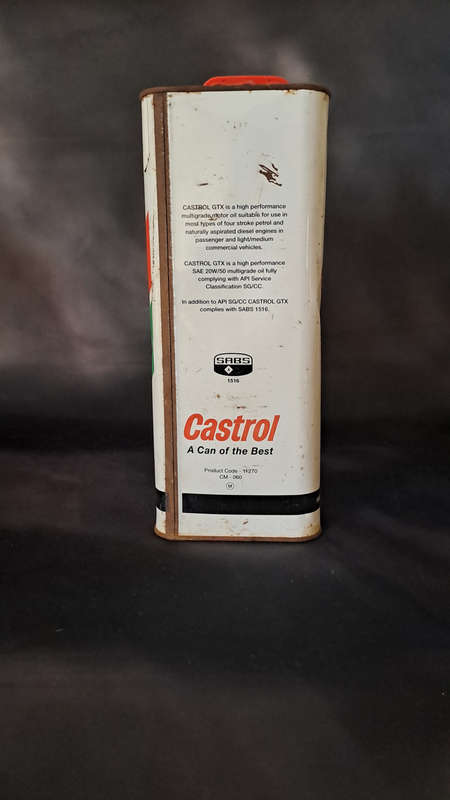 CASTROL GTX is a high performance
multigrade motor oil suitable for use in
most types of four stroke petrol and
naturally aspirated diesel engines in
passenger and light/medium
commercial vehicles.
CASTROL GTX is a high performance
SAE 20W/50 multigrade oil fully
complying with API Service
Classification SG/CC.
In addition to API SG/CC CASTROL GTX
complies with SABS 1516.
SABS
1516
Castrol
A Can of the Best
Product Code - 11270
CM - 060
M